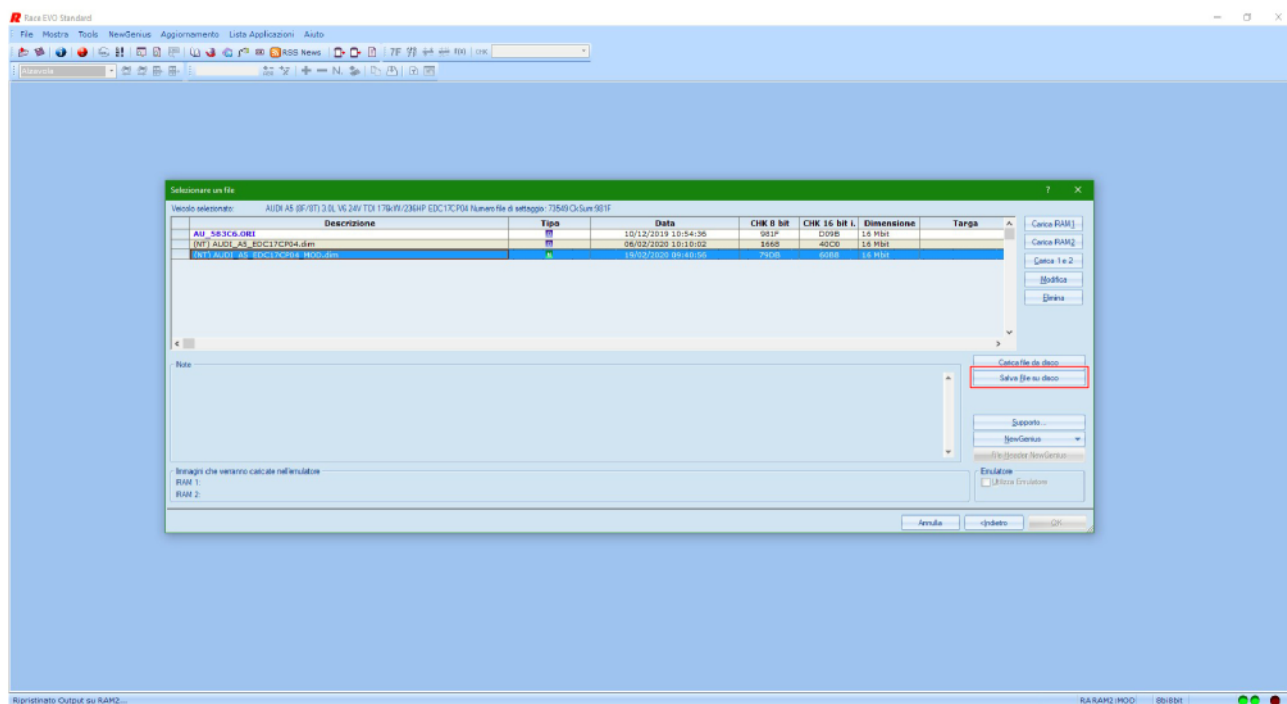 Race EVO Standard
File Mostra Tools NewGenius Aggiornamento Lista Applicazioni Aiuto
RSS News CHK
Rilevole
N.
Selezionare un file
Veicolo selezionato: AUDI A5 (8F/8T) 3.0L V6 24V TDI 176kW/236HP EDC17CP04 Numero file di settaggio: 73549 CkSum:981F
Descrizione Tipo Data CHK 8 bit CHK 16 bit i. Dimensione Targa
AU_583C6.ORI 10/12/2019 10:54:36 981F D09B 16 Mbit
(NT) AUDI_A5_EDC17CP04.dim 06/02/2020 10:10:02 166B 40C0 16 Mbit
(NT) AUDI_A5_EDC17CP04_MOD.dim 19/02/2020 09:40:56 79DB 60B8 16 Mbit
Carica RAM1
Carica RAM2
Carica 1 e 2
Modifica
Elimina
Note
Carica file da disco
Salva file su disco
Supporto...
NewGenius
File Header NewGenius
Immagini che verranno caricate nell'emulatore
RAM 1:
RAM 2:
Emulatore
Utilizza Emulatore
Annulla <Indietro OK
Ripristinato Output su RAM2... RA RAM2:MOD 8bi8bit